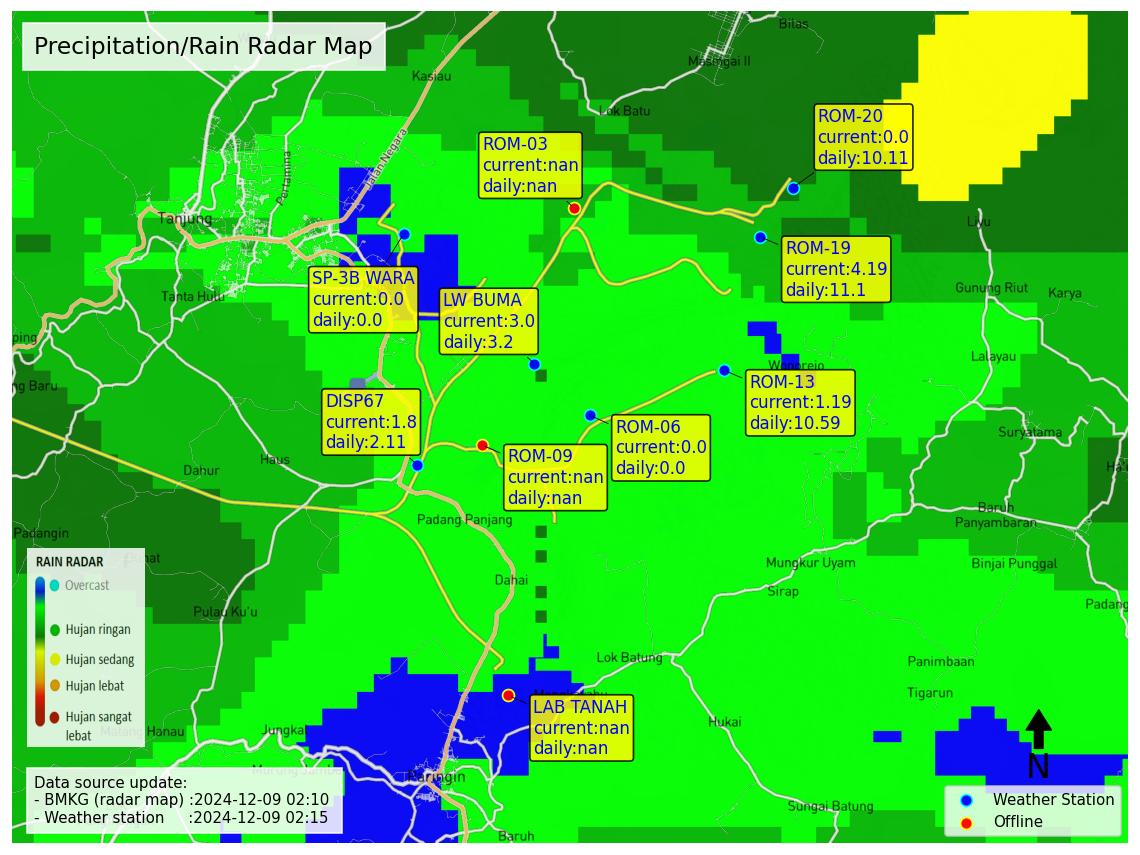 Precipitation/Rain Radar Map
Bilas
Masingai II
Kasiau
Lok Batu
Jalan Negara
Pertamina
ROM-20
current:0.0
daily:10.11
ROM-03
current:nan
daily:nan
Tanjung
Liyu
ROM-19
current:4.19
daily:11.1
SP-3B WARA
current:0.0
daily:0.0
Tanta Hulu
LW BUMA
current:3.0
daily:3.2
Gunung Riut
Karya
ping
Lalayau
Wonorejo
ng Baru
ROM-13
current:1.19
daily:10.59
DISP67
current:1.8
daily:2.11
ROM-06
current:0.0
daily:0.0
Suryatama
ROM-09
current:nan
daily:nan
Haus
Dahur
Baruh
Panyambaran
Padang Panjang
Padangin
Mungkur Uyam
Binjai Punggal
Dahai
Sirap
Padang
Pulau Ku'u
RAIN RADAR
Overcast
Hujan ringan
Hujan sedang
Hujan lebat
Hujan sangat
lebat
Lok Batung
Panimbaan
Tigarun
LAB TANAH
current:nan
daily:nan
Hukai
Jungkal
Manau
Paringin
N
Sungai Batung
Baruh
Data source update:
- BMKG (radar map) :2024-12-09 02:10
- Weather station :2024-12-09 02:15
Weather Station
Offline